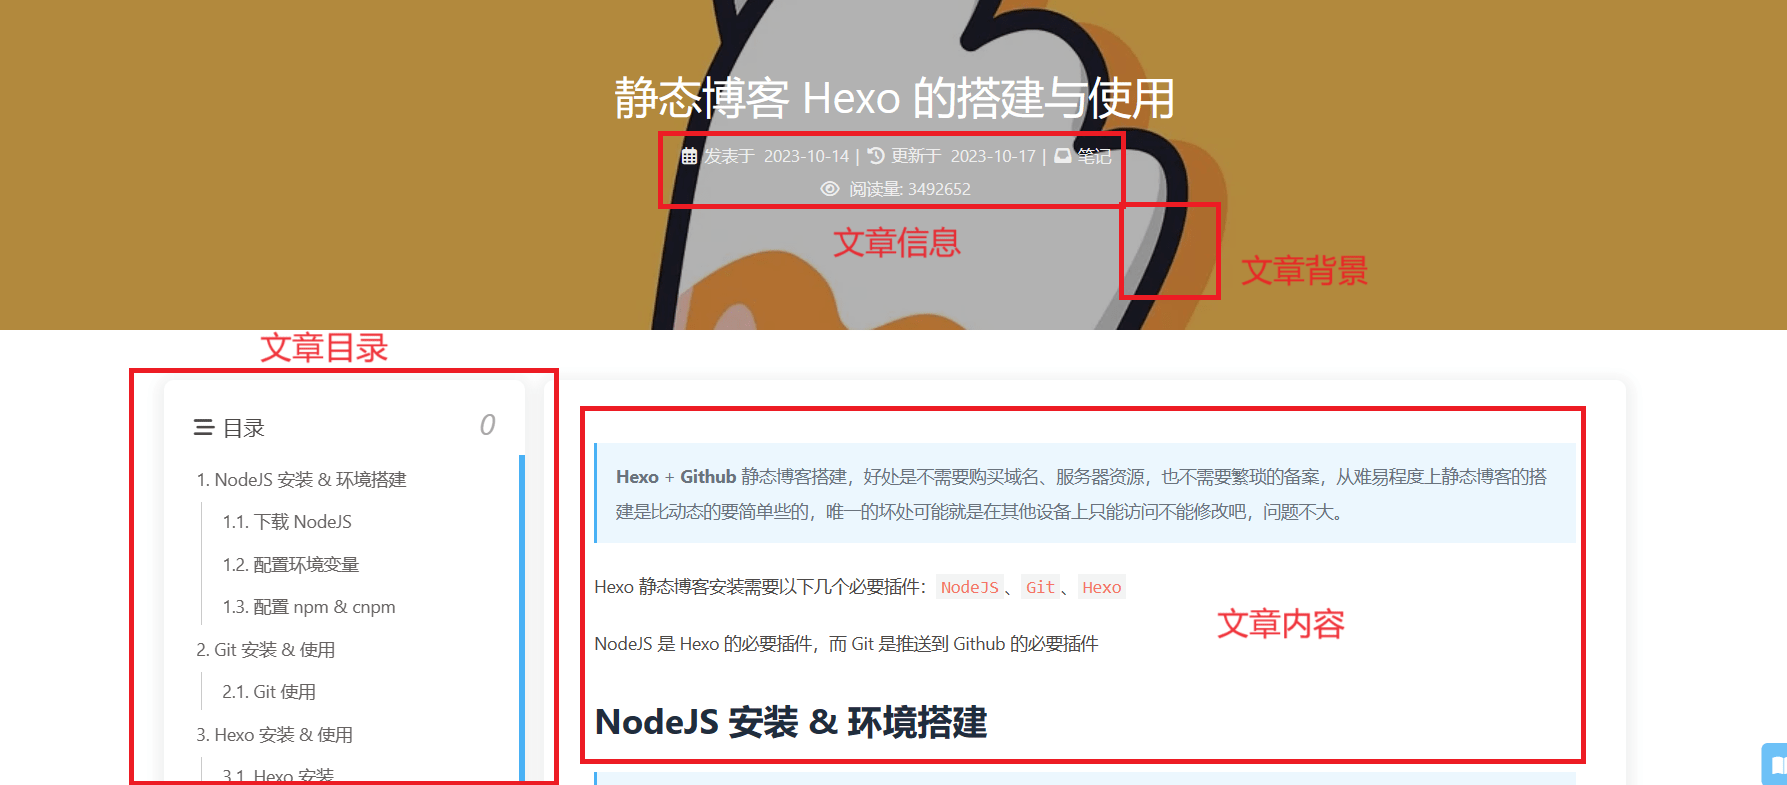 静态博客 Hexo 的搭建与使用
发表于 2023-10-14 | 更新于 2023-10-17 | 笔记
阅读量: 3492652
文章信息
文章背景
文章目录
目录 0
1. NodeJS 安装 & 环境搭建
1.1. 下载 NodeJS
1.2. 配置环境变量
1.3. 配置 npm & cnpm
2. Git 安装 & 使用
2.1. Git 使用
3. Hexo 安装 & 使用
3.1. Hexo 安装
Hexo + Github 静态博客搭建，好处是不需要购买域名、服务器资源，也不需要繁琐的备案，从难易程度上静态博客的搭
建是比动态的要简单些的，唯一的坏处可能就是在其他设备上只能访问不能修改吧，问题不大。
Hexo 静态博客安装需要以下几个必要插件：NodeJS、Git、Hexo
文章内容
NodeJS 是 Hexo 的必要插件，而 Git 是推送到 Github 的必要插件
NodeJS 安装 & 环境搭建